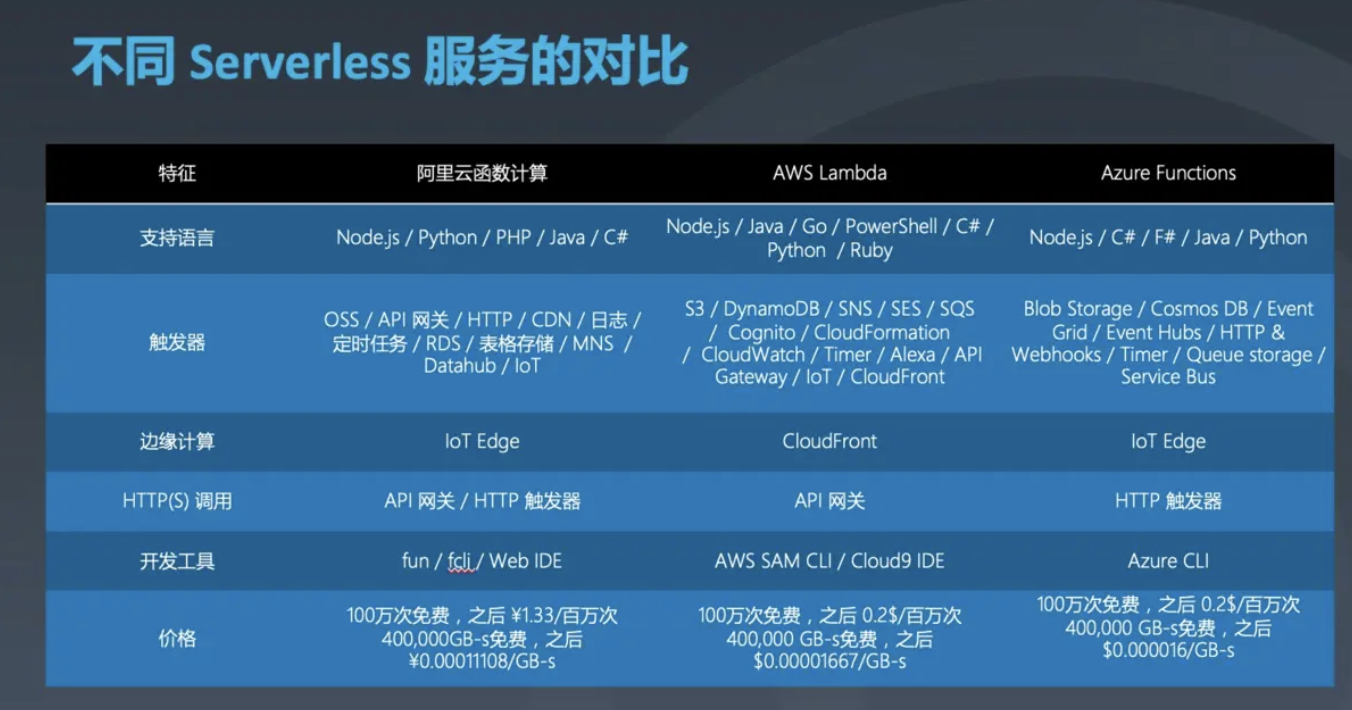 不同 Serverless 服务的对比
特征 阿里云函数计算 AWS Lambda Azure Functions
支持语言 Node.js / Python / PHP / Java / C# Node.js / Java / Go / PowerShell / C# / Python / Ruby Node.js / C# / F# / Java / Python
触发器
OSS / API 网关 / HTTP / CDN / 日志 /
定时任务 / RDS / 表格存储 / MNS /
Datahub / IoT
S3 / DynamoDB / SNS / SES / SQS
/ Cognito / CloudFormation
/ CloudWatch / Timer / Alexa / API
Gateway / IoT / CloudFront
Blob Storage / Cosmos DB / Event
Grid / Event Hubs / HTTP &
Webhooks / Timer / Queue storage /
Service Bus
边缘计算 IoT Edge CloudFront IoT Edge
HTTP(S) 调用 API 网关 / HTTP 触发器 API 网关 HTTP 触发器
开发工具 fun / fcli / Web IDE AWS SAM CLI / Cloud9 IDE Azure CLI
价格
100万次免费，之后 ¥1.33/百万次
400,000GB-s免费，之后
¥0.00011108/GB-s
100万次免费，之后 0.2$/百万次
400,000 GB-s免费，之后
$0.00001667/GB-s
100万次免费，之后 0.2$/百万次
400,000 GB-s免费，之后
$0.000016/GB-s